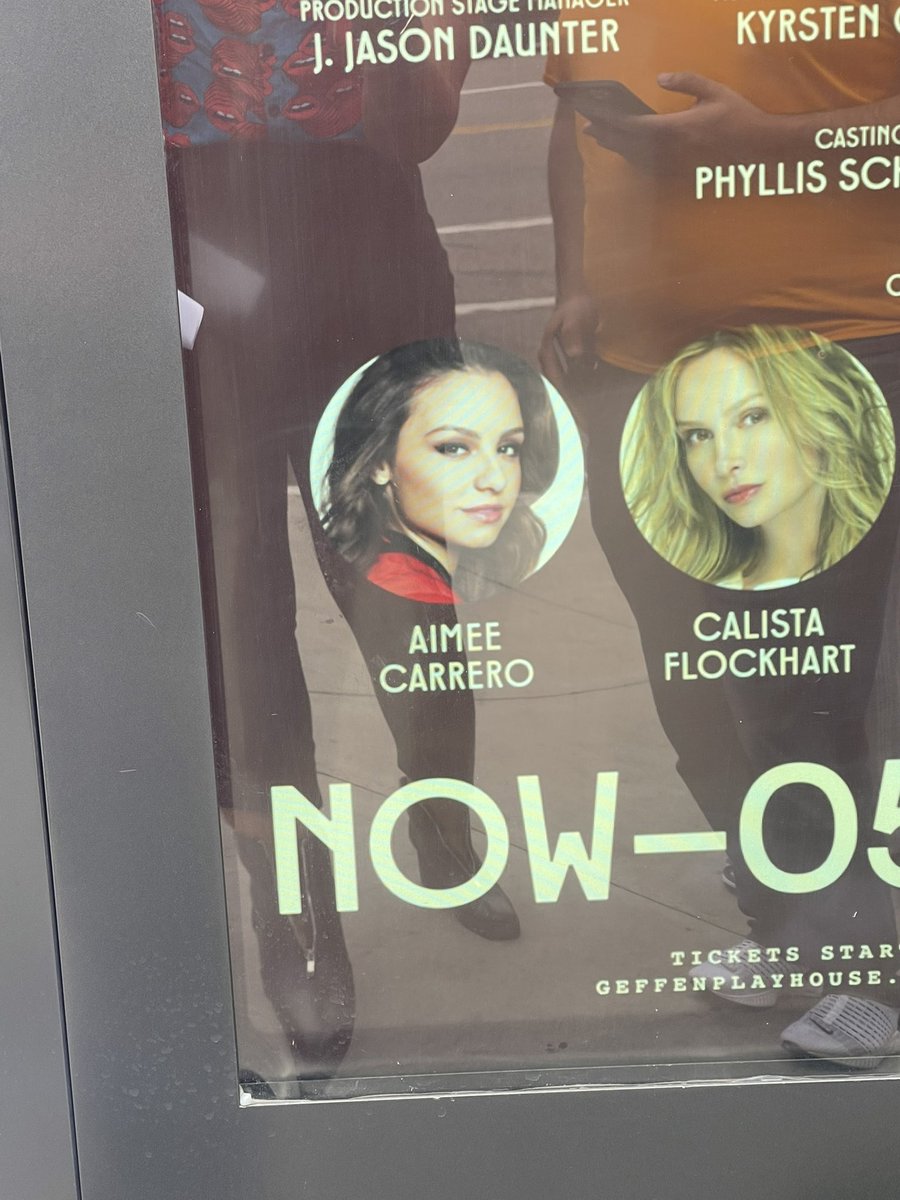 PRODUCTION STAGE MANAGER
J. JASON DAUNTER
KYRSTEN
CASTING
PHYLLIS
AIMEE
CARRERO
CALISTA
FLOCKHART
NOW—05
TICKETS
GEFFENPLAYHOUSE.